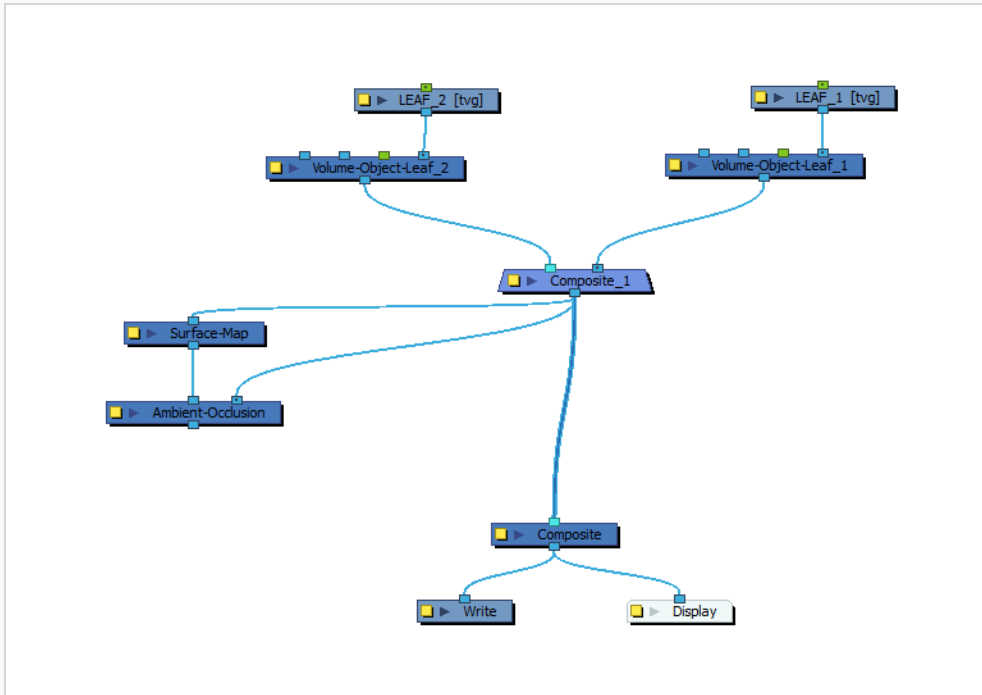 LEAF_2 [tvg]
LEAF_1 [tvg]
Volume-Object-Leaf_2
Volume-Object-Leaf_1
Composite_1
Surface-Map
Ambient-Occlusion
Composite
Write
Display